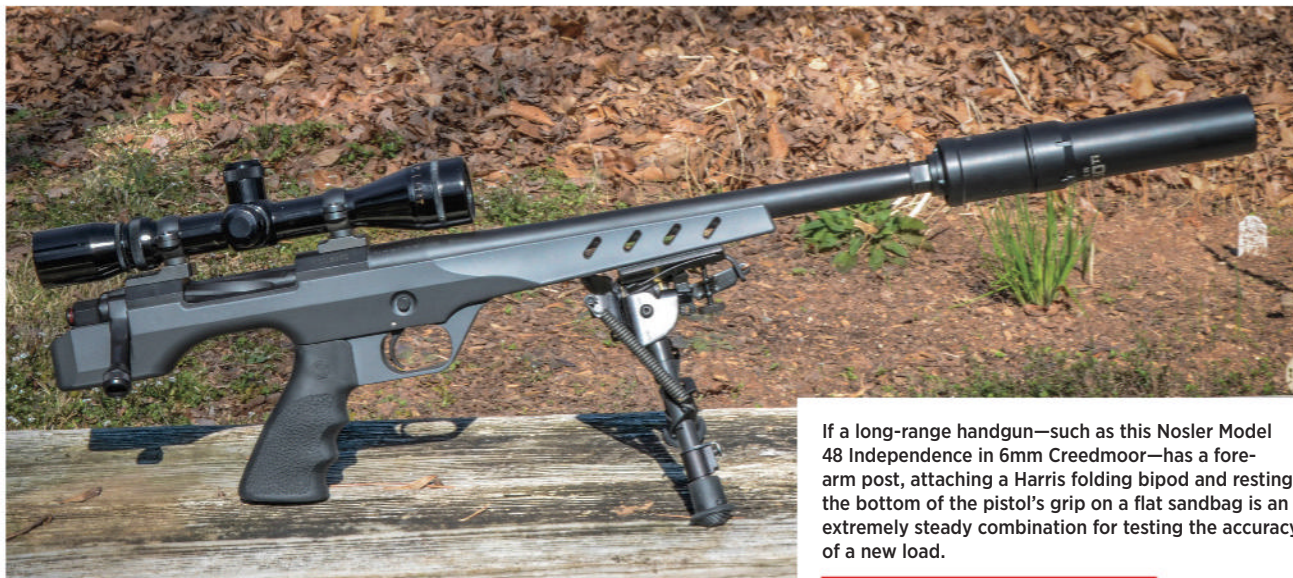 If a long-range handgun—such as this Nosler Model
48 Independence in 6mm Creedmoor—has a fore-
arm post, attaching a Harris folding bipod and resting
the bottom of the pistol's grip on a flat sandbag is an
extremely steady combination for testing the accuracy
of a new load.